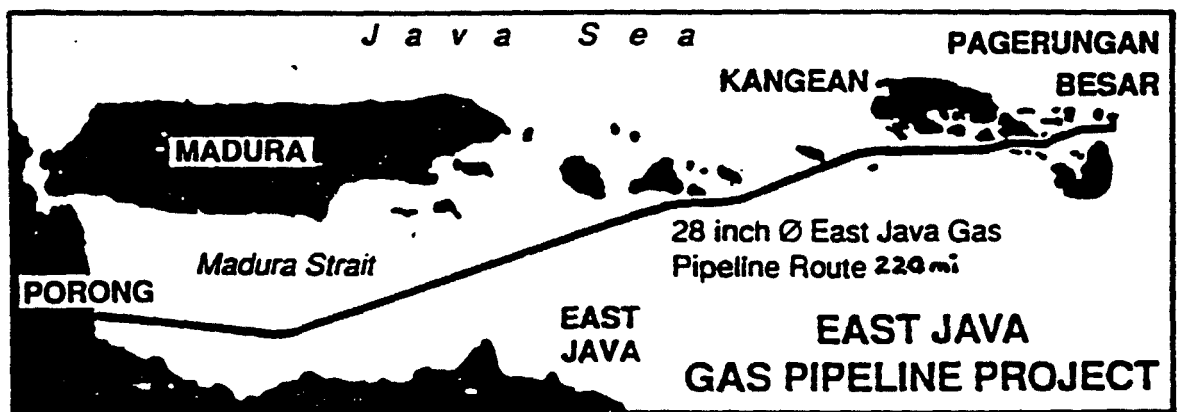 Java Sea
PAGERUNGAN
BESAR
KANGEAN
MADURA
28 inch Ø East Java Gas
Pipeline Route 220 mi
Madura Strait
PORONG
EAST
JAVA
EAST JAVA
GAS PIPELINE PROJECT